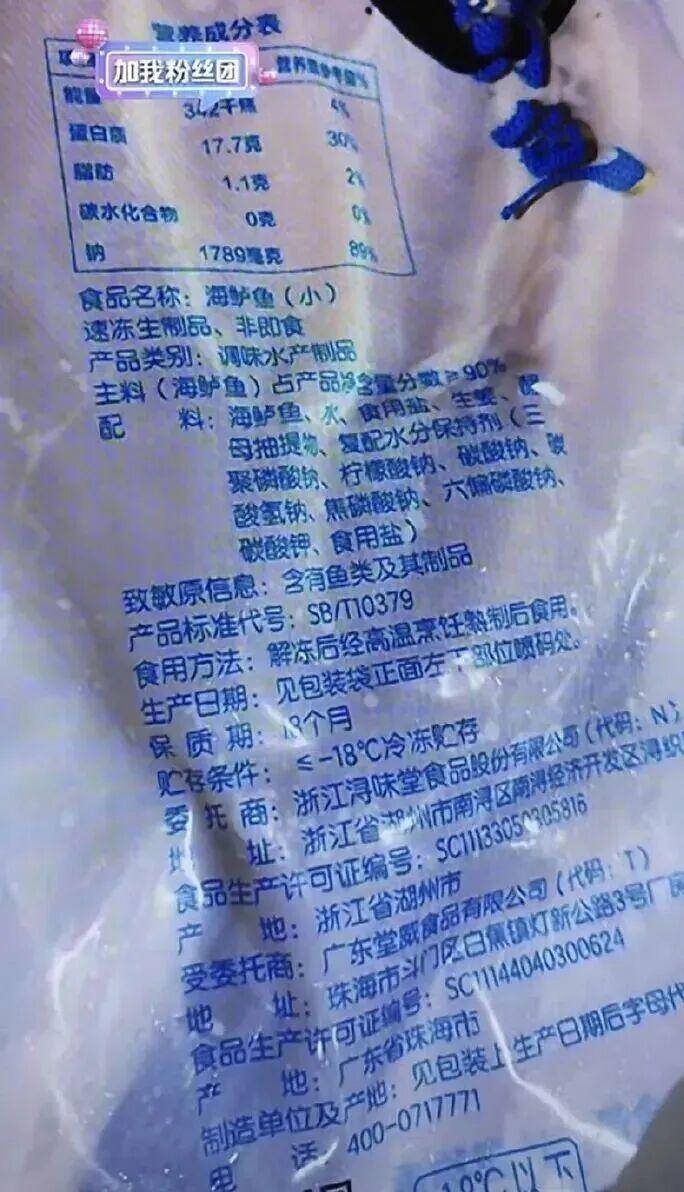 营养成分表
加我粉丝团
342千焦 4%
蛋白质 17.7克 30%
脂肪 1.1克 2%
碳水化合物 0克 0%
钠 1789毫克 89%
鱼
食品名称：海鲈鱼（小）
速冻生制品、非即食
产品类别：调味水产制品
主料（海鲈鱼）占产品净含量分数≥90%
配 料：海鲈鱼、水、食用盐、生姜、
母抽提物、复配水分保持剂（三
聚磷酸钠、柠檬酸钠、碳酸钠、碳
酸氢钠、焦磷酸钠、六偏磷酸钠、
碳酸钾、食用盐）
致敏原信息：含有鱼类及其制品
产品标准代号：SB/T10379
食用方法：解冻后经高温烹饪熟制后食用。
生产日期：见包装袋正面左下部位喷码处。
保 质 期：18个月
贮存条件：≤-18℃冷冻贮存
委 托 商：浙江浔味堂食品股份有限公司（代码：N）
地 址：浙江省湖州市南浔区南浔经济开发区浔织
食品生产许可证编号：SC11133050305816
产 地：浙江省湖州市
受委托商：广东堂威食品有限公司（代码：T）
地 址：珠海市斗门区白蕉镇灯新公路3号厂房
食品生产许可证编号：SC11144040300624
产 地：广东省珠海市
制造单位及产地：见包装上生产日期后字母代
电 话：400-0717771
-18℃以下